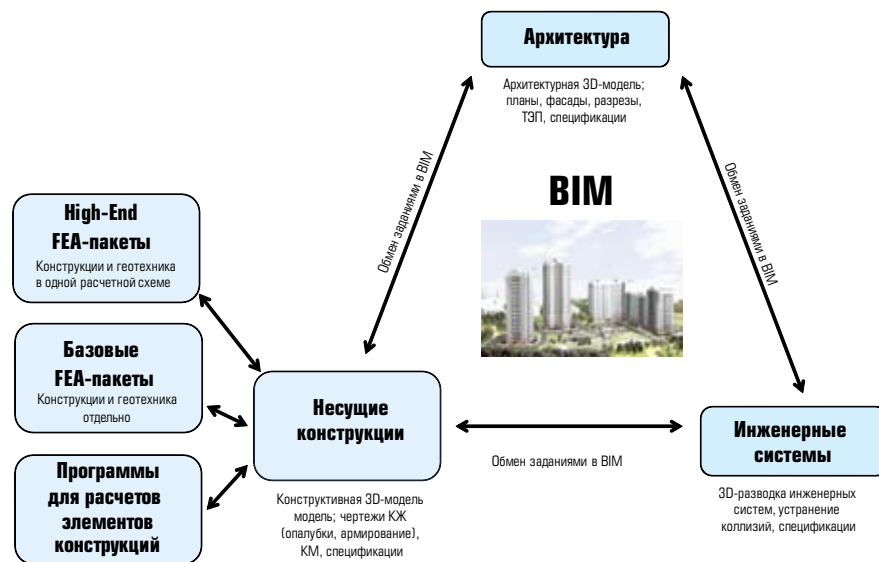 Архитектура
Архитектурная 3D-модель;
планы, фасады, разрезы,
ТЭП, спецификации
Обмен заданиями в BIM
BIM
Обмен заданиями в BIM
High-End
FEA-пакеты
Конструкции и геотехника
в одной расчетной схеме
Базовые
FEA-пакеты
Конструкции и геотехника
отдельно
Программы
для расчетов
элементов
конструкций
Несущие
конструкции
Конструктивная 3D-модель
модель; чертежи КЖ
(опалубки, армирование),
КМ, спецификации
Обмен заданиями в BIM
Инженерные
системы
3D-разводка инженерных
систем, устранение
коллизий, спецификации